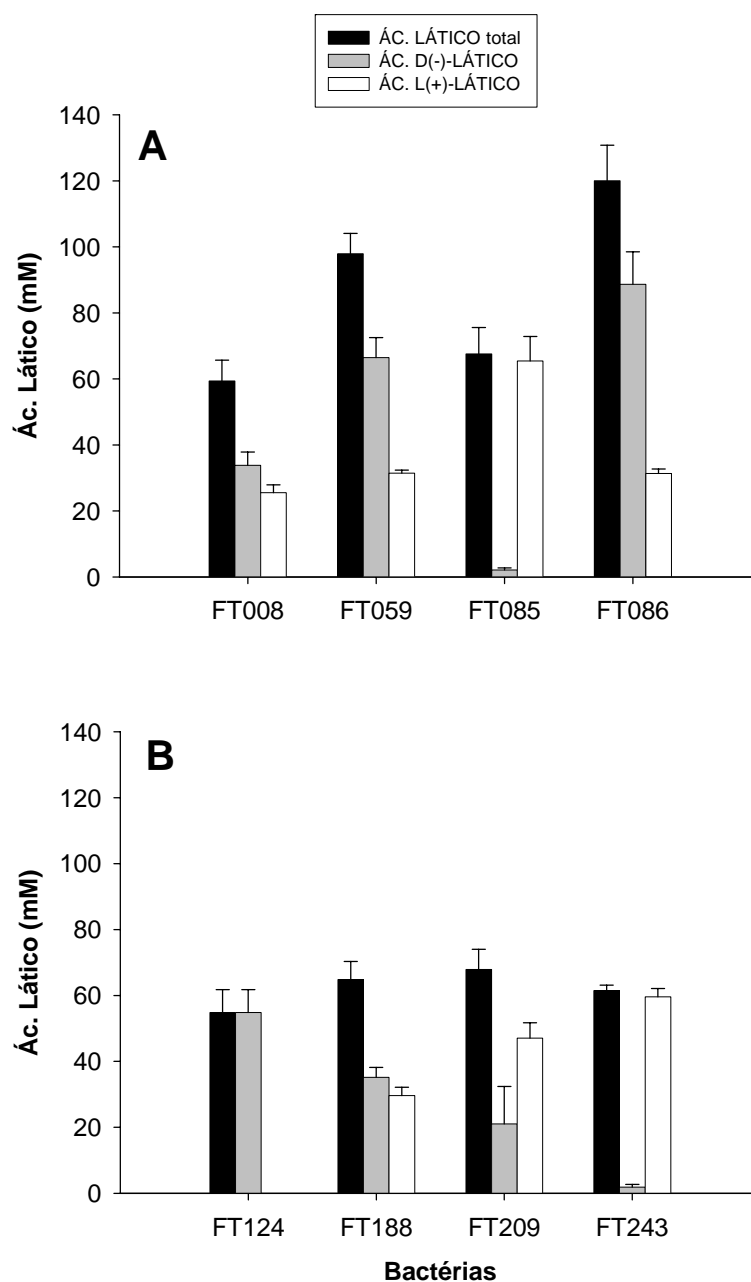 ÁC. LÁTICO total
ÁC. D(-)-LÁTICO
ÁC. L(+)-LÁTICO
A
Ác. Lático (mM)
140
120
100
80
60
40
20
0
FT008 FT059 FT085 FT086
B
Ác. Lático (mM)
140
120
100
80
60
40
20
0
FT124 FT188 FT209 FT243
Bactérias